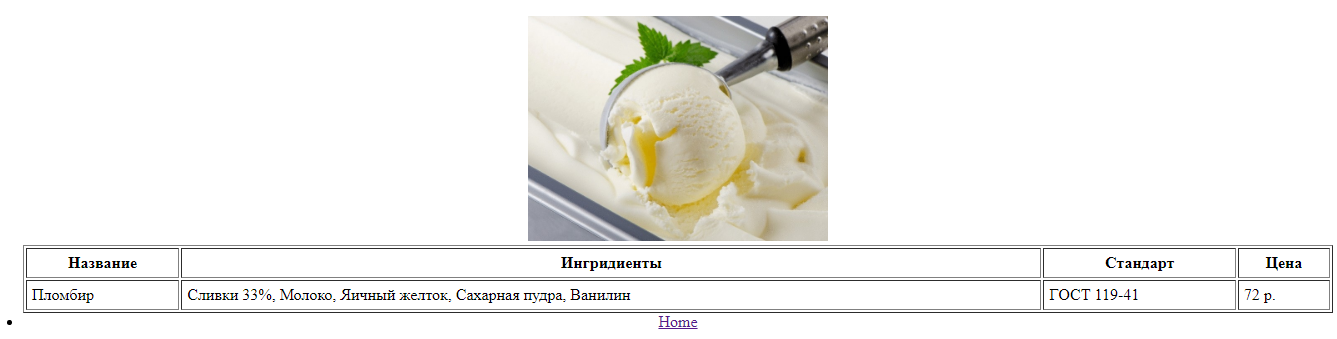 Название Ингридиенты Стандарт Цена
Пломбир Сливки 33%, Молоко, Яичный желток, Сахарная пудра, Ванилин ГОСТ 119-41 72 р.
Home